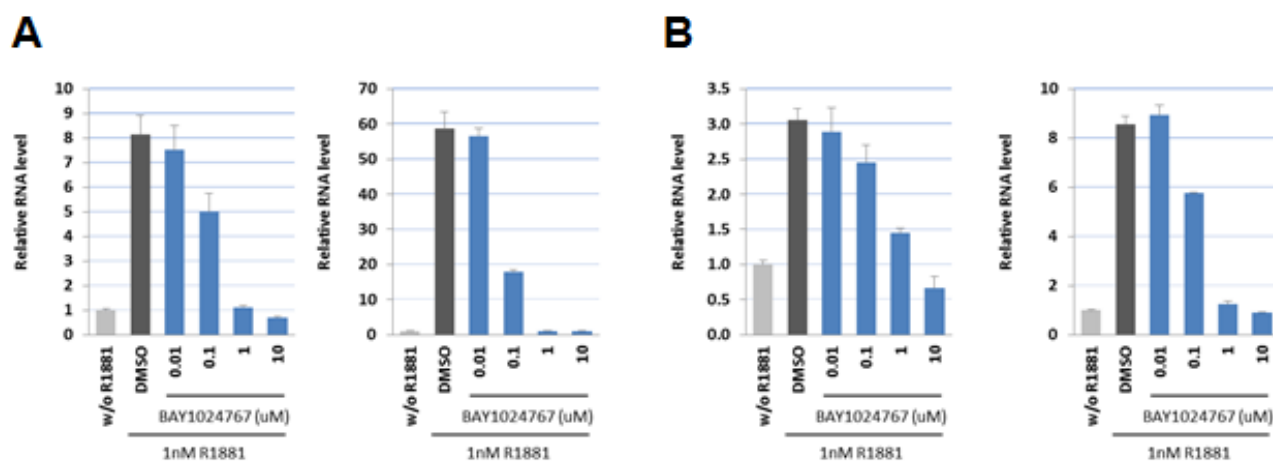 A
B
Relative RNA level
10
9
8
7
6
5
4
3
2
1
0
w/o R1881
DMSO
0.01
0.1
1
10
BAY1024767 (uM)
1nM R1881
Relative RNA level
70
60
50
40
30
20
10
0
w/o R1881
DMSO
0.01
0.1
1
10
BAY1024767 (uM)
1nM R1881
Relative RNA level
3.5
3.0
2.5
2.0
1.5
1.0
0.5
0.0
w/o R1881
DMSO
0.01
0.1
1
10
BAY1024767 (uM)
1nM R1881
Relative RNA level
10
8
6
4
2
0
w/o R1881
DMSO
0.01
0.1
1
10
BAY1024767 (uM)
1nM R1881